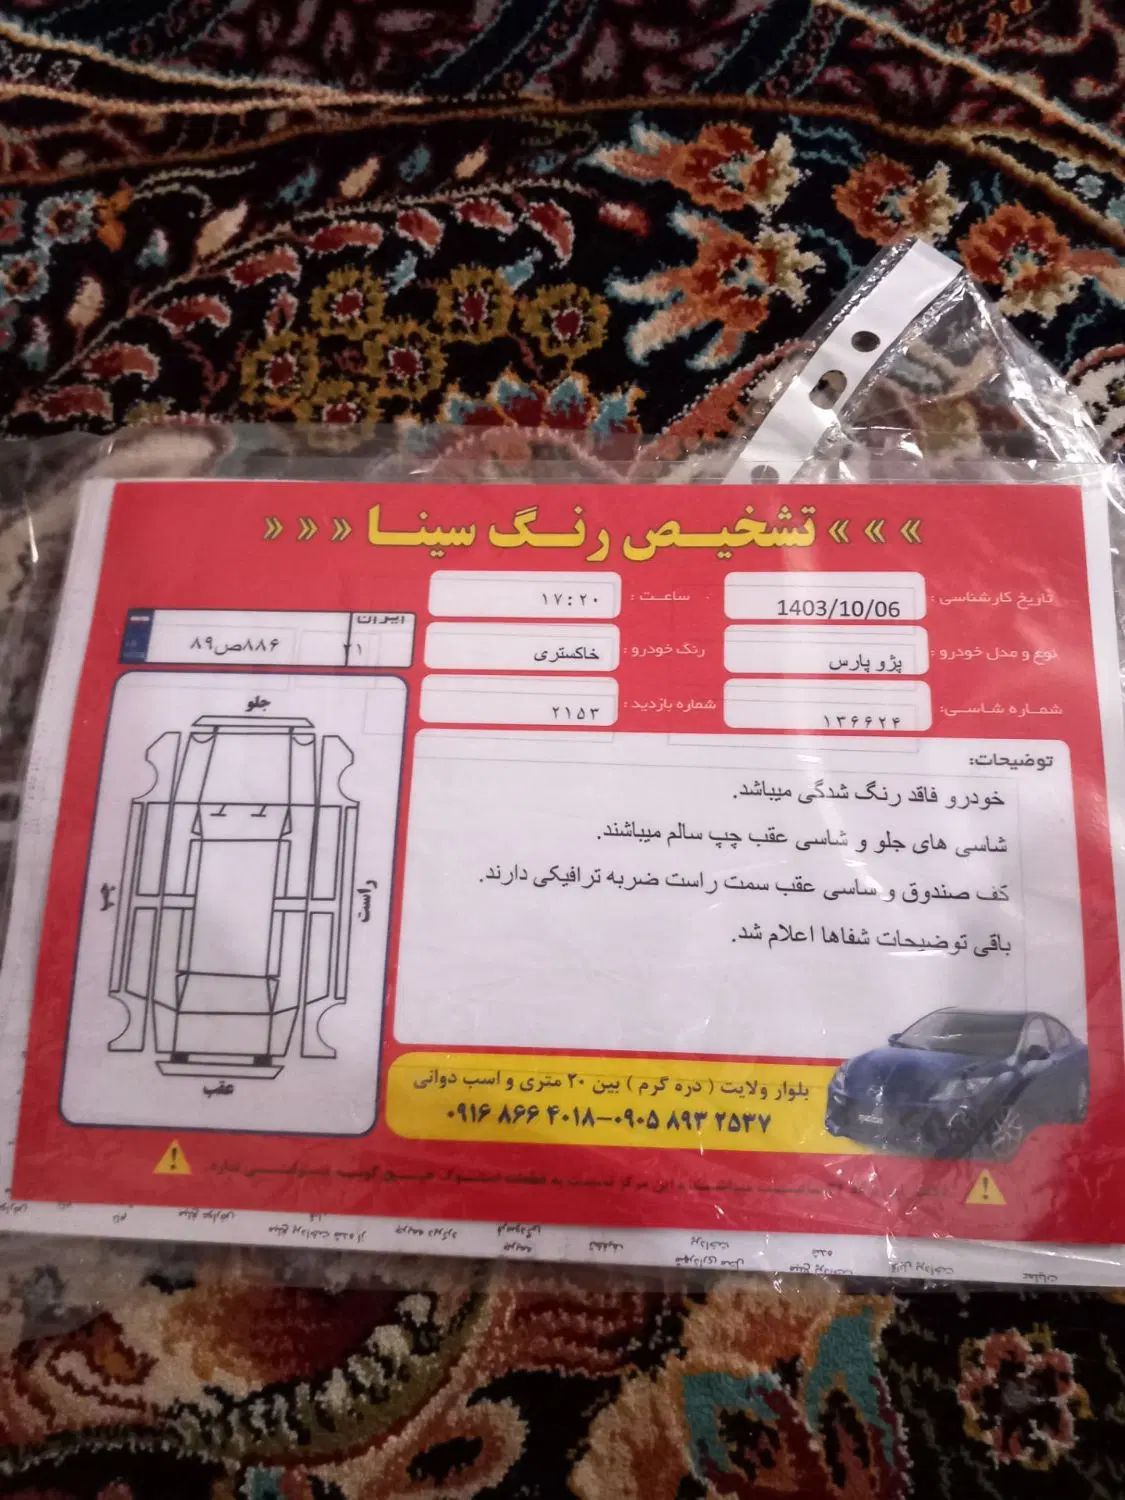 » » » تشخیص رنگ سینا « « «
تاریخ کارشناسی: 1403/10/06
ساعت: ۱۷:۲۰
نوع و مدل خودرو: پژو پارس
رنگ خودرو: خاکستری
شماره شاسی: ۱۳۶۶۲۴
شماره بازدید: ۲۱۵۳
ایران
۸۸۶ص۸۹
۲۱
جلو
چپ
راست
عقب
توضیحات:
خودرو فاقد رنگ شدگی میباشد.
شاسی های جلو و شاسی عقب چپ سالم میباشند.
کف صندوق و ساسی عقب سمت راست ضربه ترافیکی دارند.
باقی توضیحات شفاها اعلام شد.
بلوار ولایت ( دره گرم ) بین ۲۰ متری و اسب دوانی
۰۹۱۶ ۸۶۶ ۴۰۱۸-۰۹۰۵ ۸۹۳ ۲۵۳۷